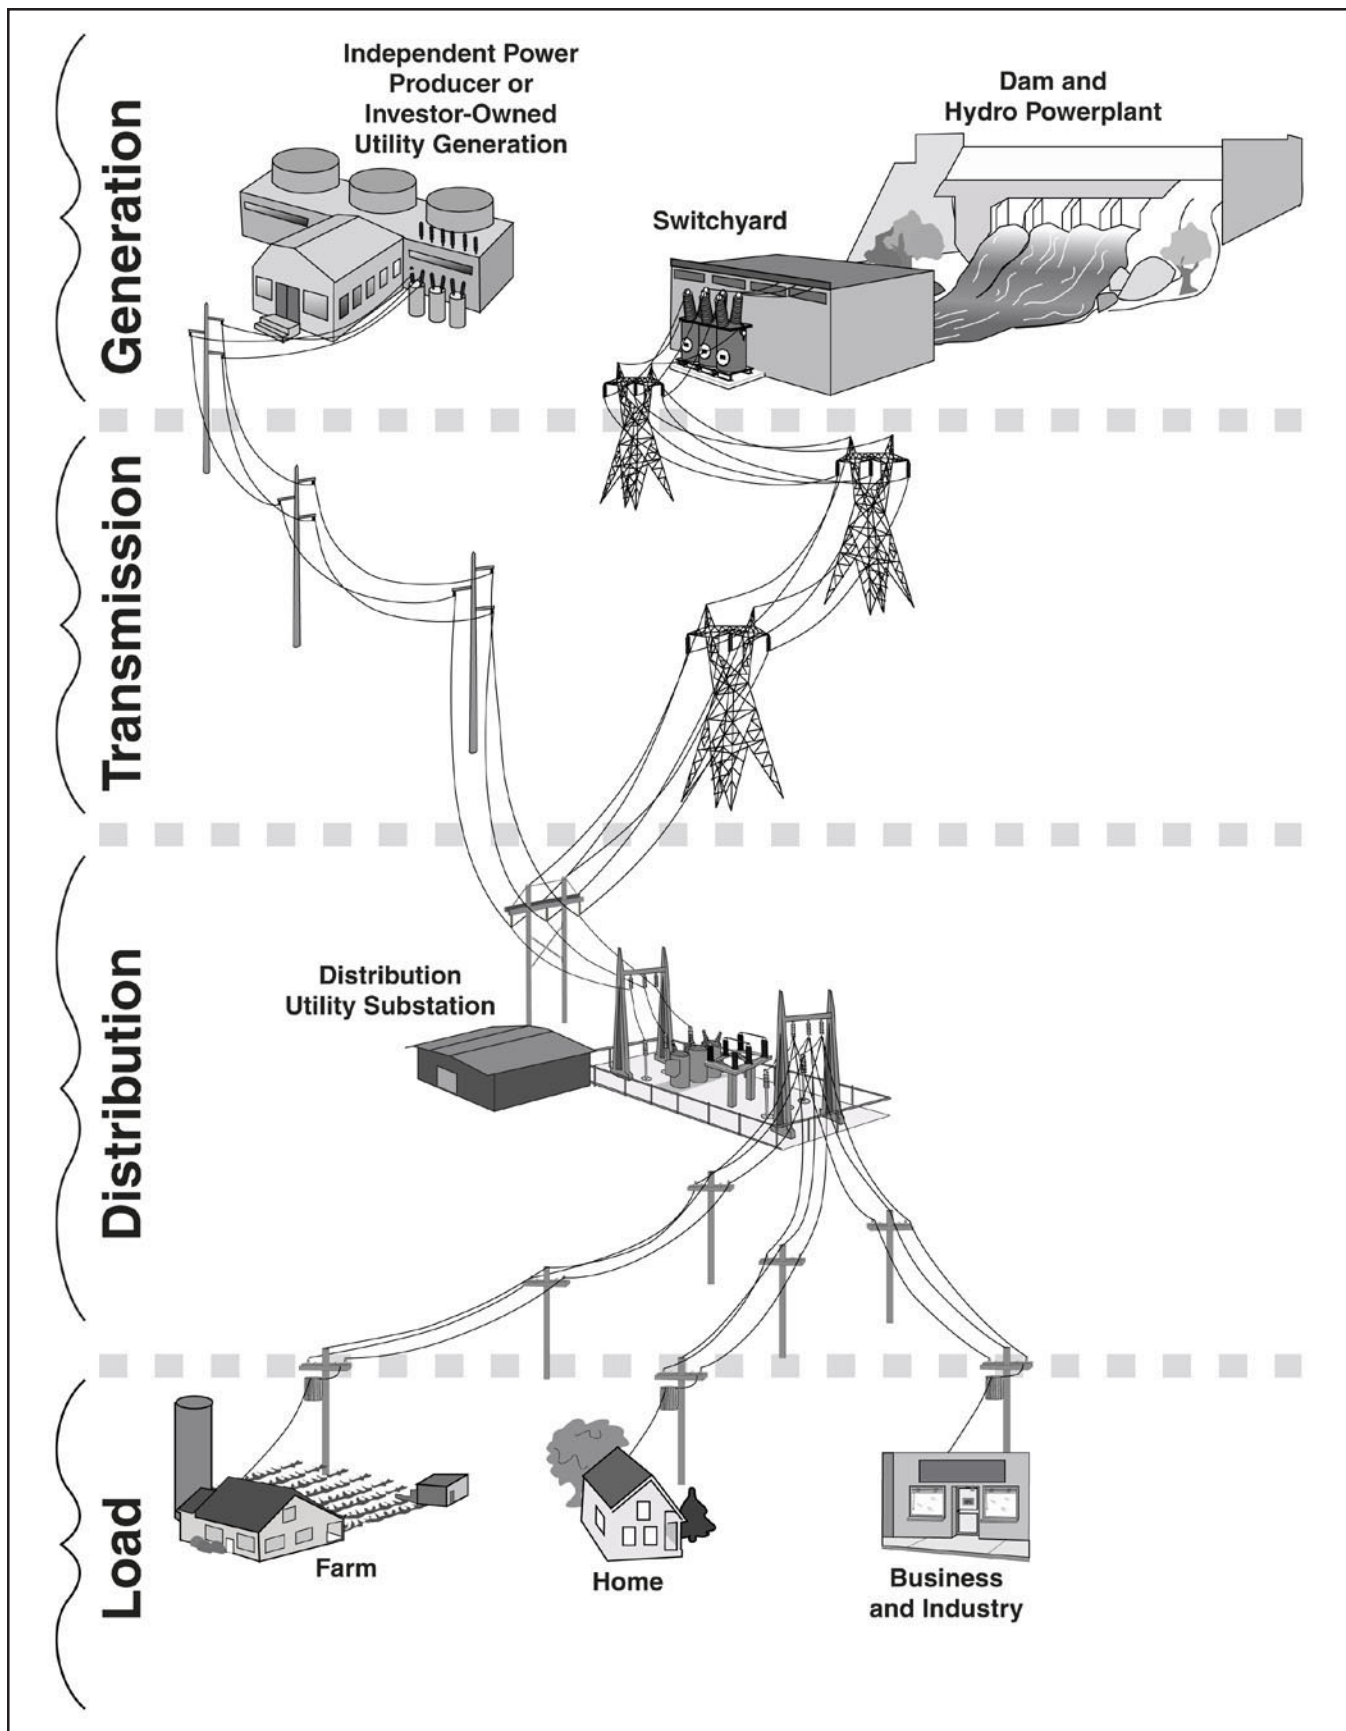 Generation
Independent Power
Producer or
Investor-Owned
Utility Generation
Dam and
Hydro Powerplant
Switchyard
Transmission
Distribution
Distribution
Utility Substation
Load
Farm
Home
Business
and Industry